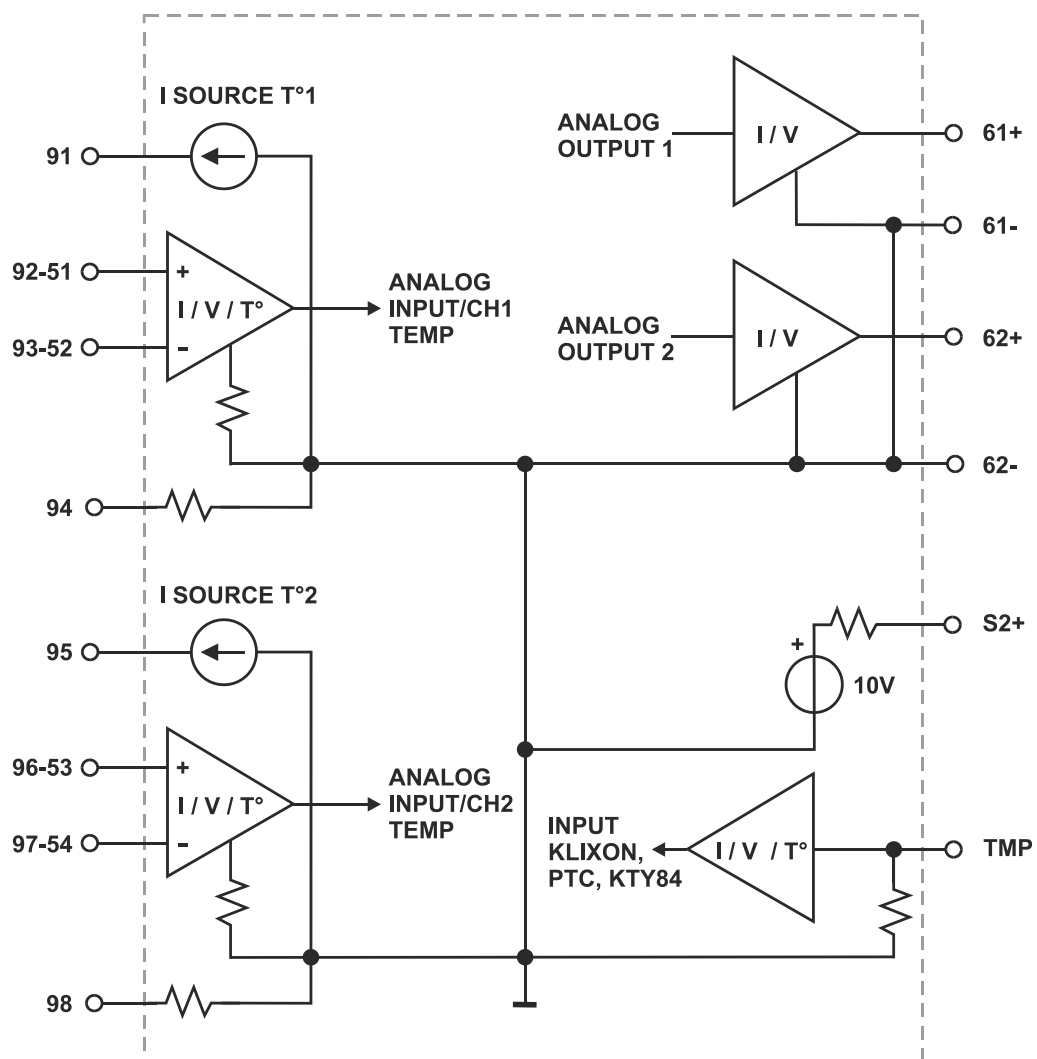 I SOURCE T°1
91
92-51
+
I / V / T°
93-52
-
ANALOG
INPUT/CH1
TEMP
94
ANALOG
OUTPUT 1
I / V
61+
61-
ANALOG
OUTPUT 2
I / V
62+
62-
I SOURCE T°2
95
96-53
+
I / V / T°
97-54
-
ANALOG
INPUT/CH2
TEMP
98
S2+
+
10V
INPUT
KLIXON,
PTC, KTY84
I / V / T°
TMP